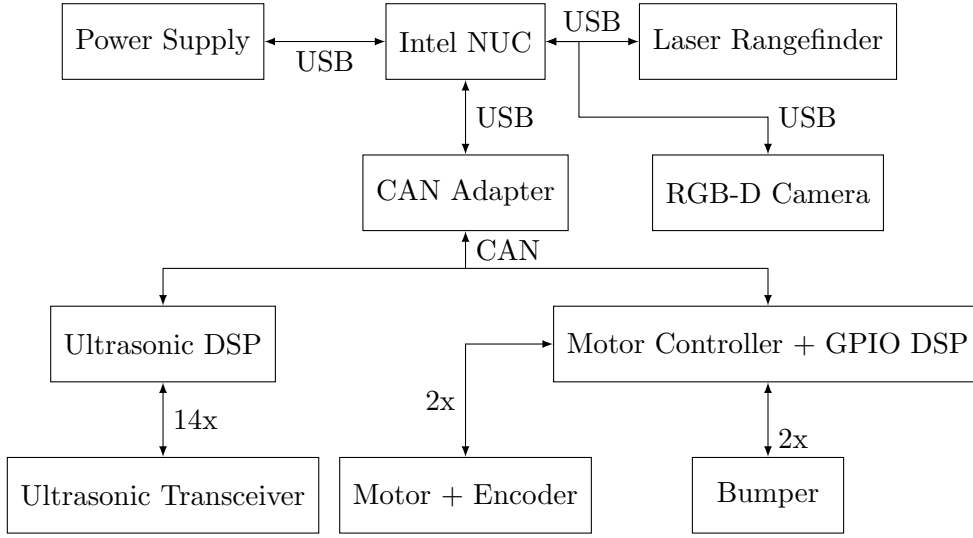 Power Supply
USB
Intel NUC
USB
Laser Rangefinder
USB
USB
CAN Adapter
RGB-D Camera
CAN
Ultrasonic DSP
Motor Controller + GPIO DSP
14x
2x
2x
Ultrasonic Transceiver
Motor + Encoder
Bumper